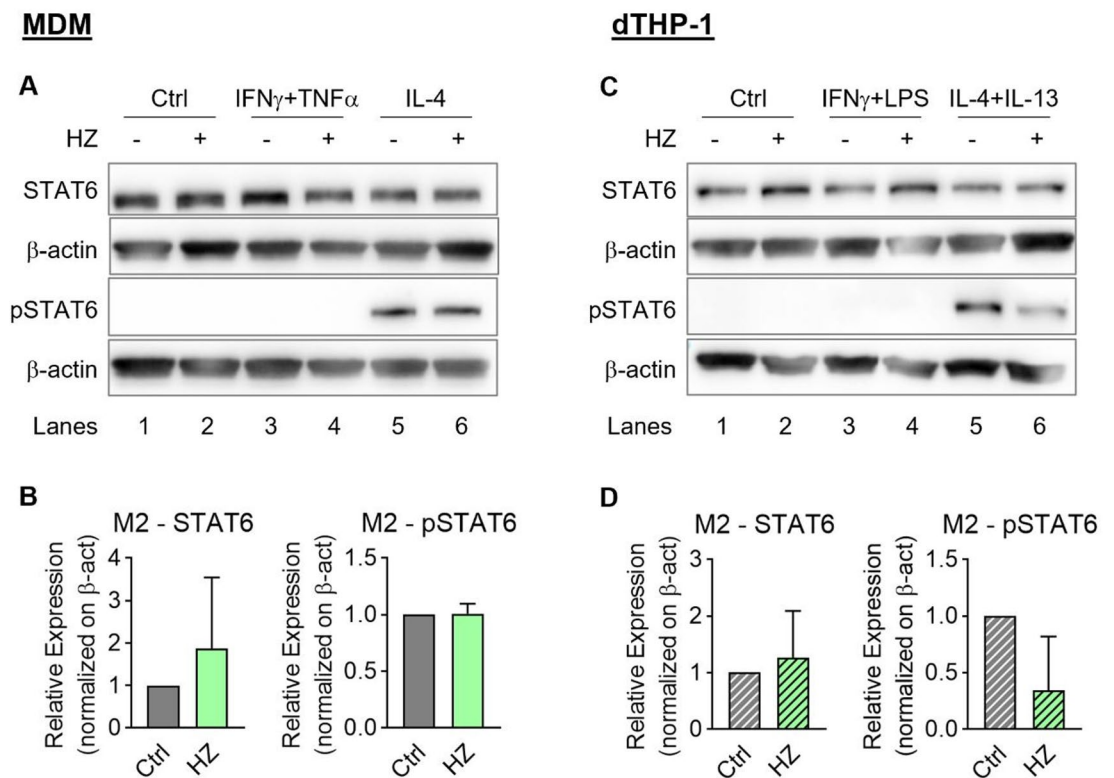 MDM
A
Ctrl IFNγ+TNFα IL-4
HZ - + - + - +
STAT6
β-actin
pSTAT6
β-actin
Lanes 1 2 3 4 5 6
B
M2 - STAT6
Relative Expression
(normalized on β-act)
4
3
2
1
0
Ctrl HZ
M2 - pSTAT6
Relative Expression
(normalized on β-act)
1.5
1.0
0.5
0.0
Ctrl HZ
dTHP-1
C
Ctrl IFNγ+LPS IL-4+IL-13
HZ - + - + - +
STAT6
β-actin
pSTAT6
β-actin
Lanes 1 2 3 4 5 6
D
M2 - STAT6
Relative Expression
(normalized on β-act)
3
2
1
0
Ctrl HZ
M2 - pSTAT6
Relative Expression
(normalized on β-act)
1.5
1.0
0.5
0.0
Ctrl HZ